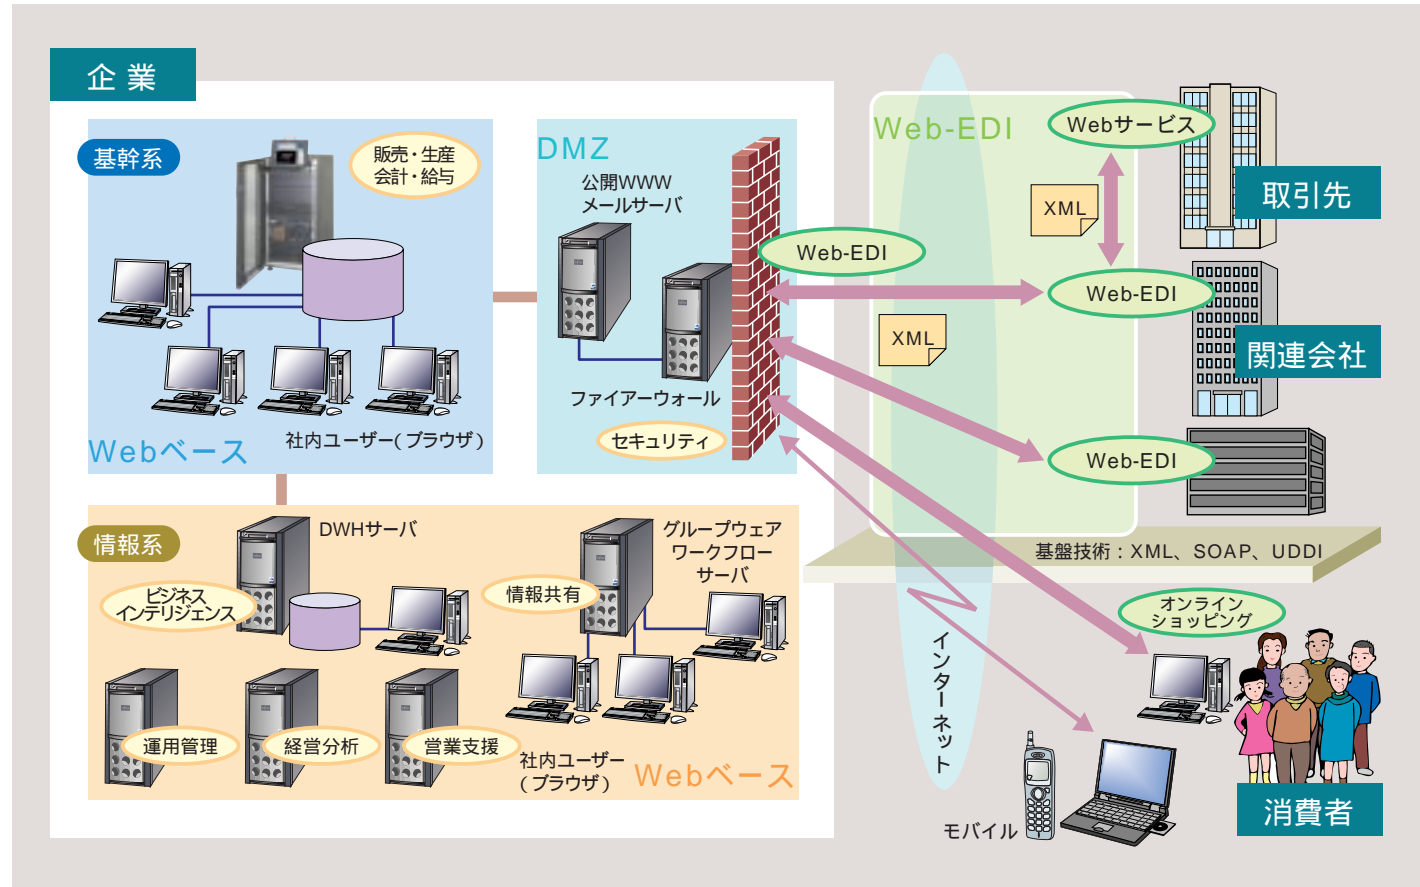 企業
基幹系
販売・生産
会計・給与
社内ユーザー(ブラウザ)
Webベース
DMZ
公開WWW
メールサーバ
ファイアーウォール
セキュリティ
Web-EDI
XML
Web-EDI
Webサービス
XML
Web-EDI
Web-EDI
取引先
関連会社
基盤技術：XML、SOAP、UDDI
情報系
DWHサーバ
ビジネス
インテリジェンス
グループウェア
ワークフロー
サーバ
情報共有
運用管理
経営分析
営業支援
社内ユーザー
(ブラウザ)
Webベース
インターネット
オンライン
ショッピング
モバイル
消費者